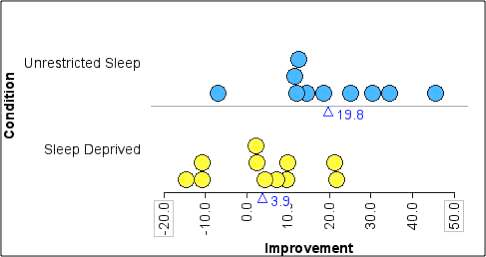 Condition
Unrestricted Sleep
19.8
Sleep Deprived
3.9
-20.0
-10.0
0.0
10.
20.0
30.0
40.0
50.0
Improvement